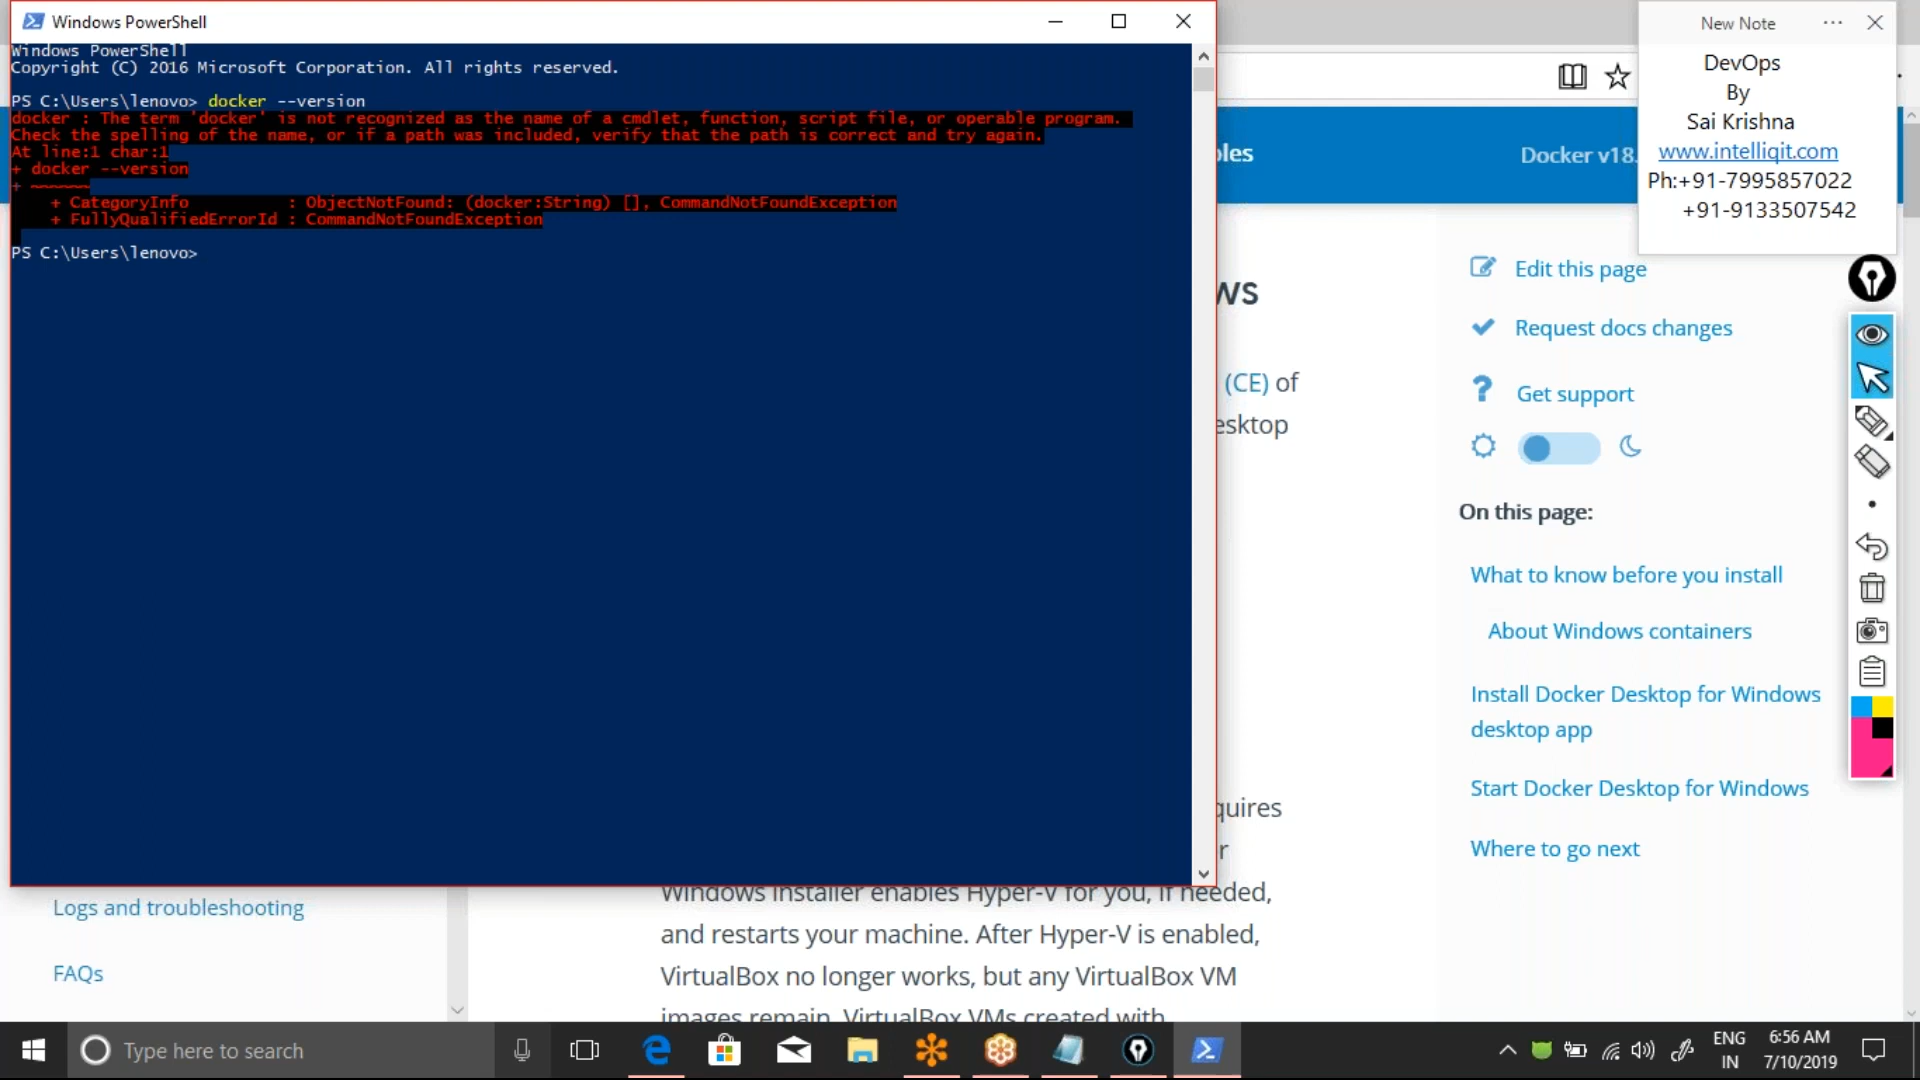 Windows PowerShell
Windows PowerShell
Copyright (C) 2016 Microsoft Corporation. All rights reserved.
PS C:\Users\lenovo> docker --version
docker : The term 'docker' is not recognized as the name of a cmdlet, function, script file, or operable program.
Check the spelling of the name, or if a path was included, verify that the path is correct and try again.
At line:1 char:1
+ docker --version
+ ~~~~~~
+ CategoryInfo : ObjectNotFound: (docker:String) [], CommandNotFoundException
+ FullyQualifiedErrorId : CommandNotFoundException
PS C:\Users\lenovo>
New Note
DevOps
By
Sai Krishna
www.intelliqit.com
Ph:+91-7995857022
+91-9133507542
Docker v18.
Edit this page
Request docs changes
Get support
On this page:
What to know before you install
About Windows containers
Install Docker Desktop for Windows
desktop app
Start Docker Desktop for Windows
Where to go next
(CE) of
Windows installer enables Hyper-V for you, if needed,
and restarts your machine. After Hyper-V is enabled,
VirtualBox no longer works, but any VirtualBox VM
images remain. VirtualBox VMs created with
Logs and troubleshooting
FAQs
Type here to search
ENG
IN
6:56 AM
7/10/2019